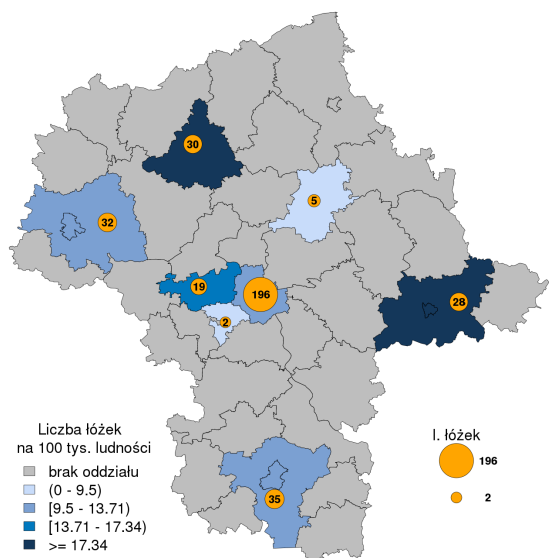 30
5
32
19
196
28
2
35
Liczba łóżek
na 100 tys. ludności
brak oddziału
(0 - 9.5)
[9.5 - 13.71)
[13.71 - 17.34)
>= 17.34
l. łóżek
196
2